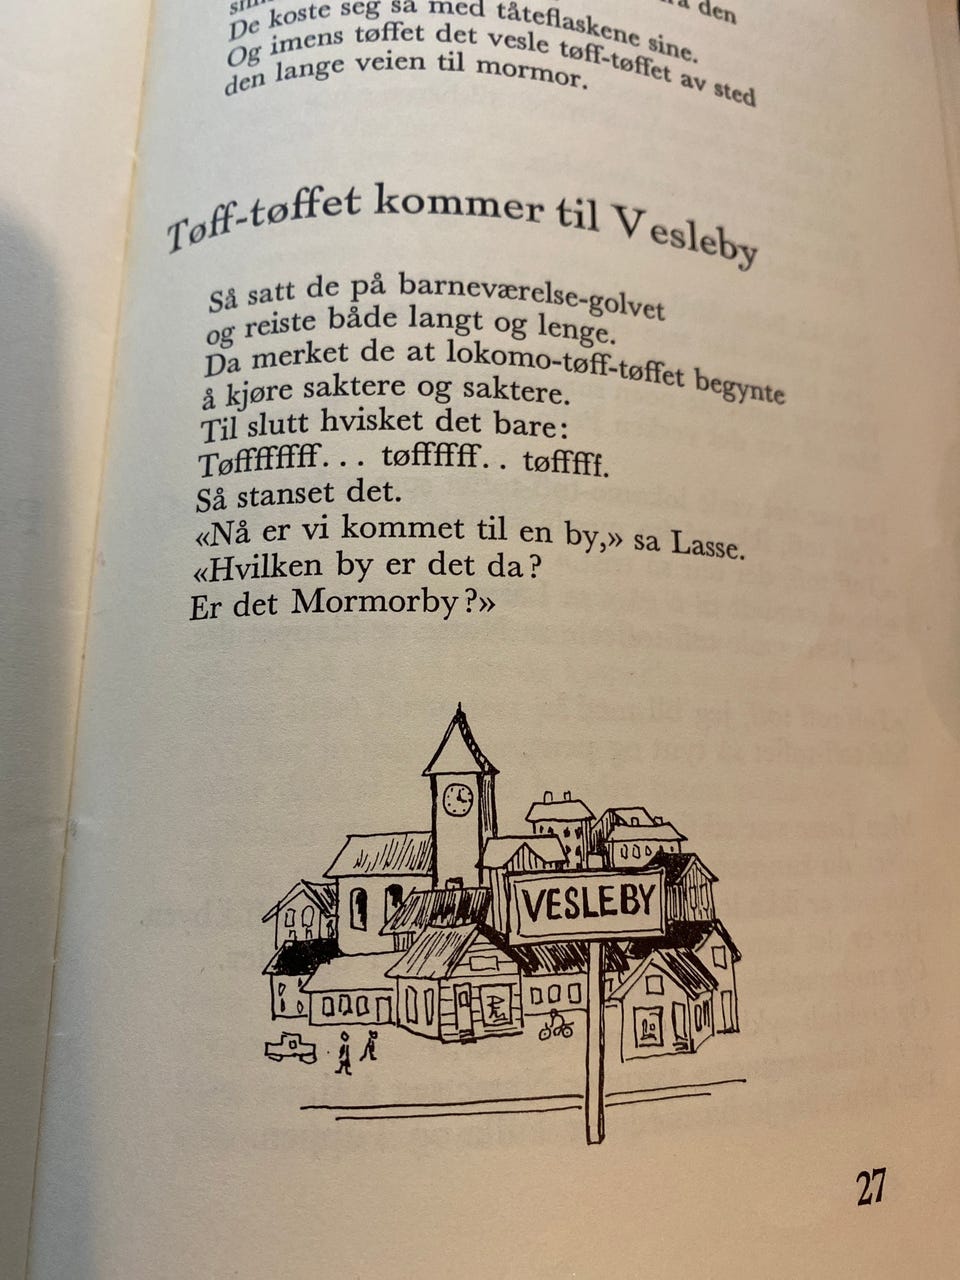 den
De koste seg så med tåteflaskene sine.
Og imens tøffet det vesle tøff-tøffet av sted
den lange veien til mormor.
Tøff-tøffet kommer til Vesleby
Så satt de på barneværelse-golvet
og reiste både langt og lenge.
Da merket de at lokomo-tøff-tøffet begynte
å kjøre saktere og saktere.
Til slutt hvisket det bare:
Tøfffffffff. . . tøfffffff. . tøfffff.
Så stanset det.
«Nå er vi kommet til en by,» sa Lasse.
«Hvilken by er det da?
Er det Mormorby?»
VESLEBY
27